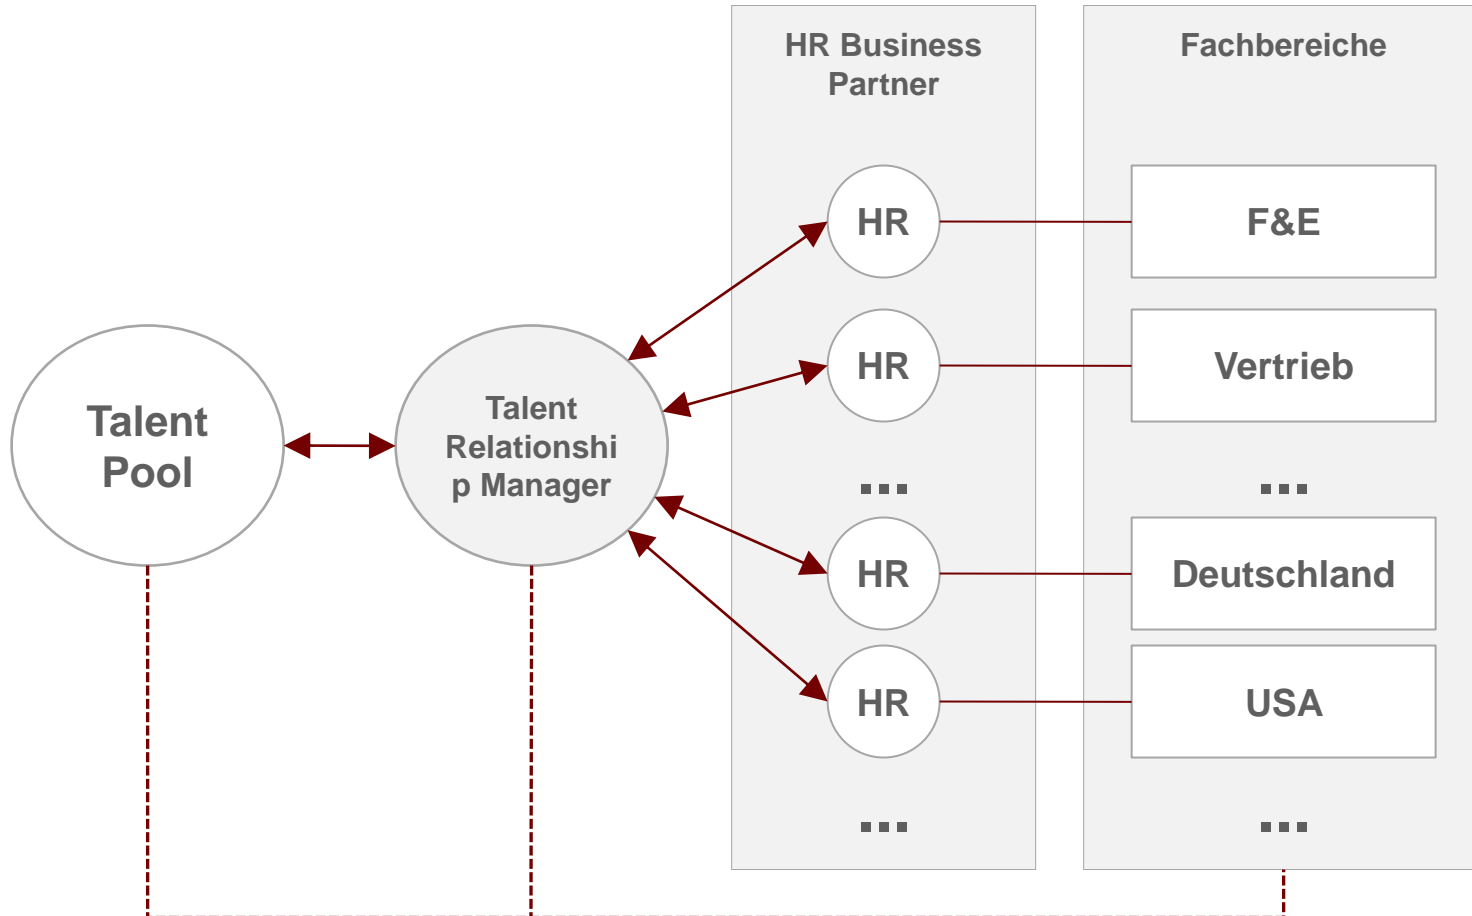 HR Business
Partner
Fachbereiche
HR
F&E
HR
Vertrieb
Talent
Pool
Talent
Relationshi
p Manager
...
...
HR
Deutschland
HR
USA
...
...